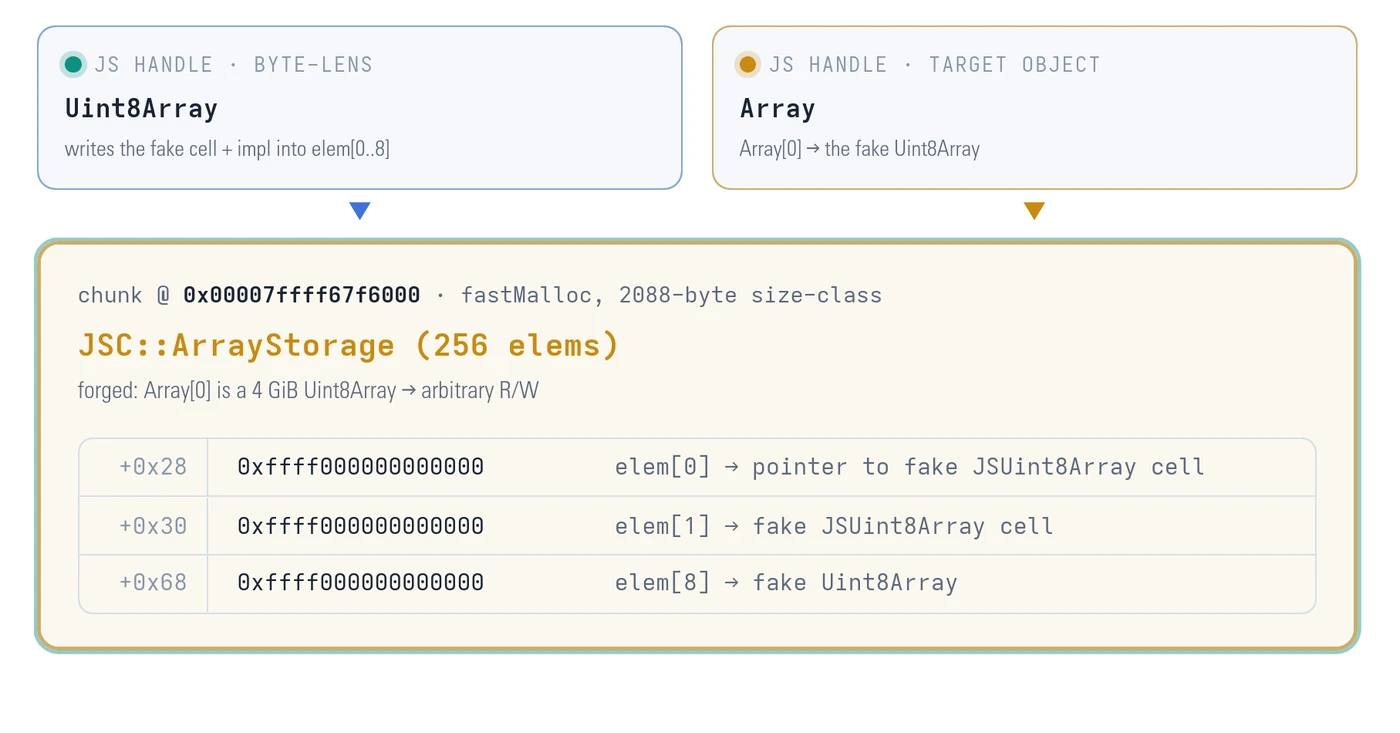 JS HANDLE · BYTE-LENS
Uint8Array
writes the fake cell + impl into elem[0..8]
JS HANDLE · TARGET OBJECT
Array
Array[0] → the fake Uint8Array
chunk @ 0x00007ffff67f6000 · fastMalloc, 2088-byte size-class
JSC::ArrayStorage (256 elems)
forged: Array[0] is a 4 GiB Uint8Array → arbitrary R/W
+0x28 0xffff000000000000 elem[0] → pointer to fake JSUint8Array cell
+0x30 0xffff000000000000 elem[1] → fake JSUint8Array cell
+0x68 0xffff000000000000 elem[8] → fake Uint8Array